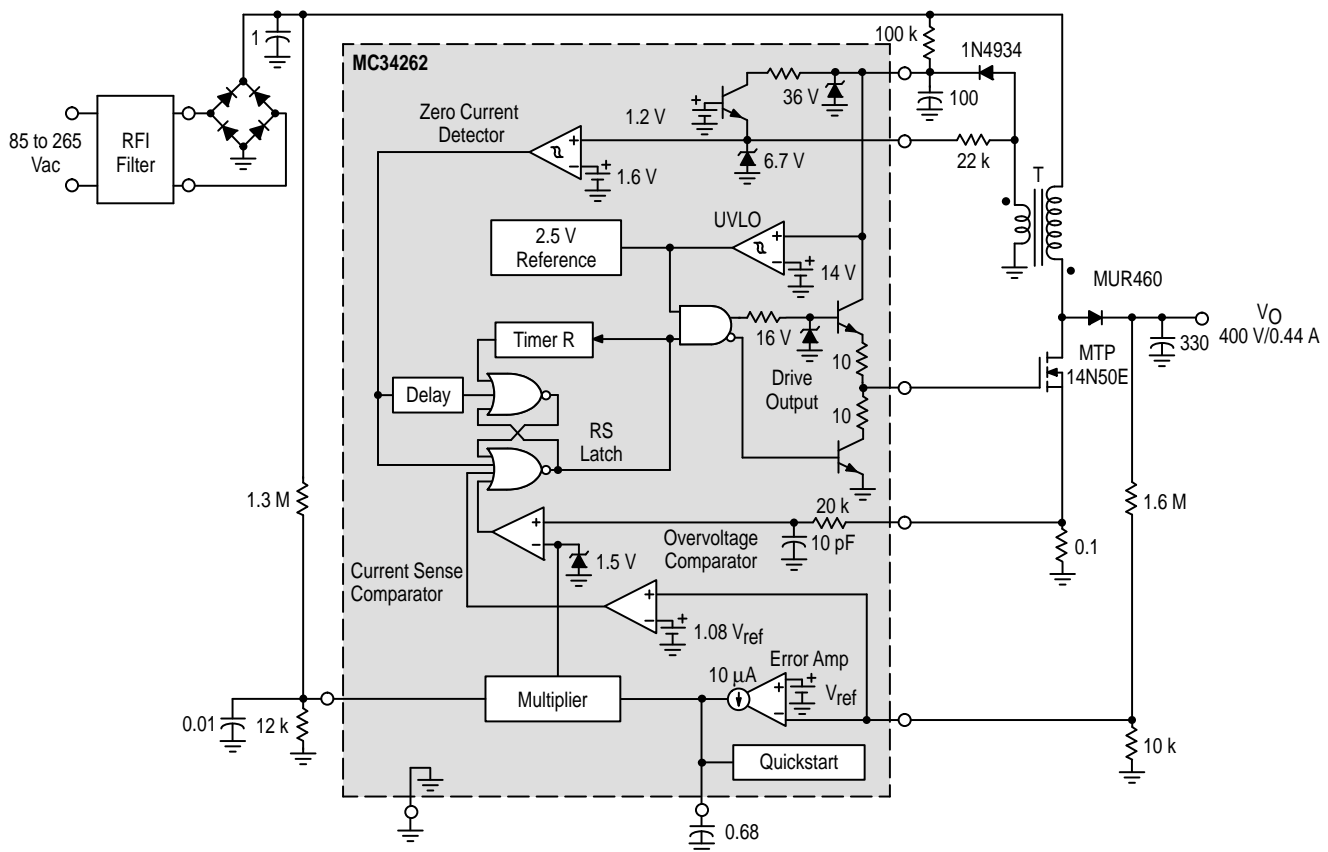 1
100 k
1N4934
MC34262
36 V
100
1.2 V
Zero Current
Detector
85 to 265
Vac
RFI
Filter
+
+
−
+
1.6 V
6.7 V
22 k
T
UVLO
2.5 V
Reference
+
−
+
14 V
MUR460
Timer R
16 V
10
VO
400 V/0.44 A
330
Drive
Output
MTP
14N50E
Delay
10
RS
Latch
1.3 M
20 k
1.6 M
+
−
10 pF
Overvoltage
Comparator
0.1
1.5 V
Current Sense
Comparator
+
−
+
1.08 Vref
Error Amp
10 µA
+
−
+
Vref
Multiplier
0.01
12 k
10 k
Quickstart
0.68